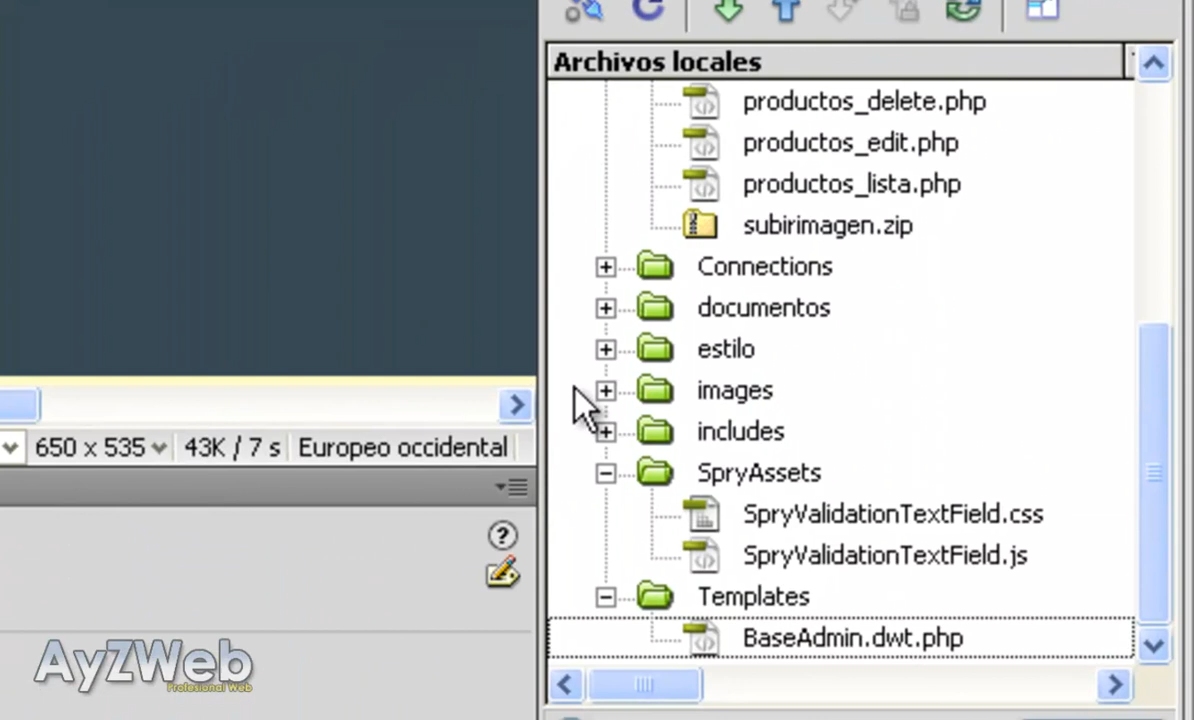 Archivos locales
productos_delete.php
productos_edit.php
productos_lista.php
subirimagen.zip
Connections
documentos
estilo
images
includes
SpryAssets
SpryValidationTextField.css
SpryValidationTextField.js
Templates
BaseAdmin.dwt.php
650 x 535
43K / 7 s
Europeo occidental
AyZWeb
Profesional Web